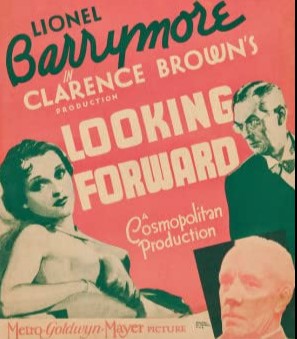 LIONEL
Barrymore
IN
CLARENCE BROWN'S
PRODUCTION
LOOKING
FORWARD
A
Cosmopolitan
Production
Metro-Goldwyn-Mayer PICTURE